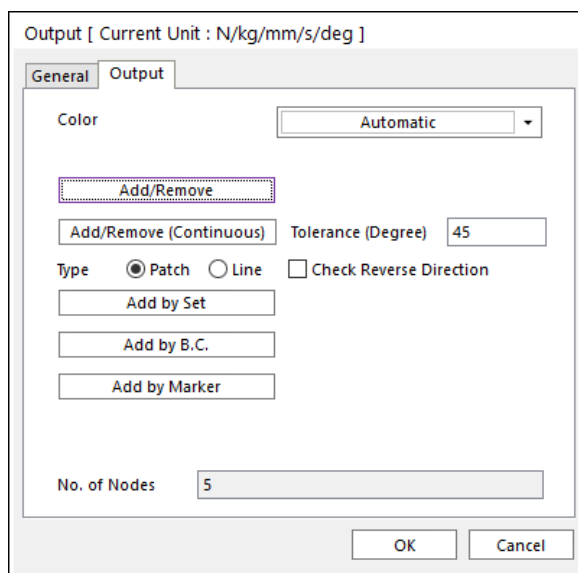 Output [ Current Unit : N/kg/mm/s/deg ]
General Output
Color Automatic
Add/Remove
Add/Remove (Continuous) Tolerance (Degree) 45
Type Patch Line Check Reverse Direction
Add by Set
Add by B.C.
Add by Marker
No. of Nodes 5
OK Cancel